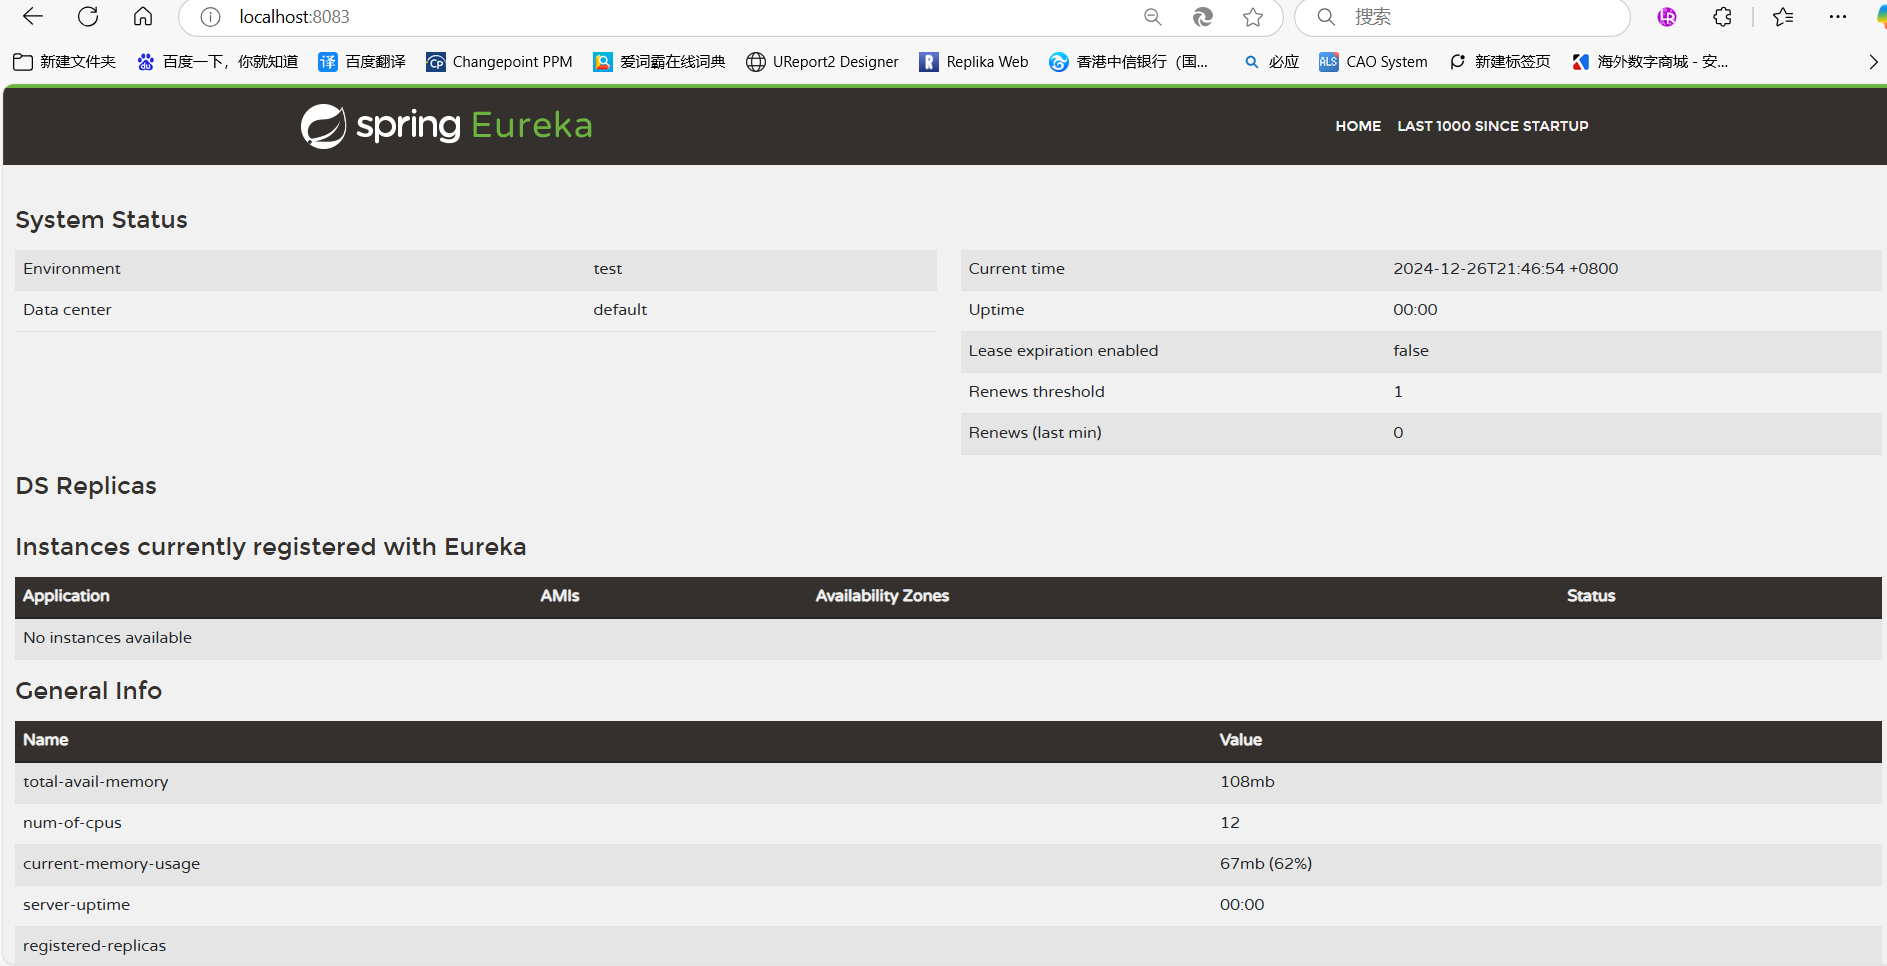 localhost:8083
搜索
新建文件夹 百度一下，你就知道 百度翻译 Changepoint PPM 爱词霸在线词典 UReport2 Designer Replika Web 香港中信银行（国... 必应 CAO System 新建标签页 海外数字商城 - 安...
spring Eureka
HOME LAST 1000 SINCE STARTUP
System Status
Environment test
Data center default
Current time 2024-12-26T21:46:54 +0800
Uptime 00:00
Lease expiration enabled false
Renews threshold 1
Renews (last min) 0
DS Replicas
Instances currently registered with Eureka
Application AMIs Availability Zones Status
No instances available
General Info
Name Value
total-avail-memory 108mb
num-of-cpus 12
current-memory-usage 67mb (62%)
server-uptime 00:00
registered-replicas